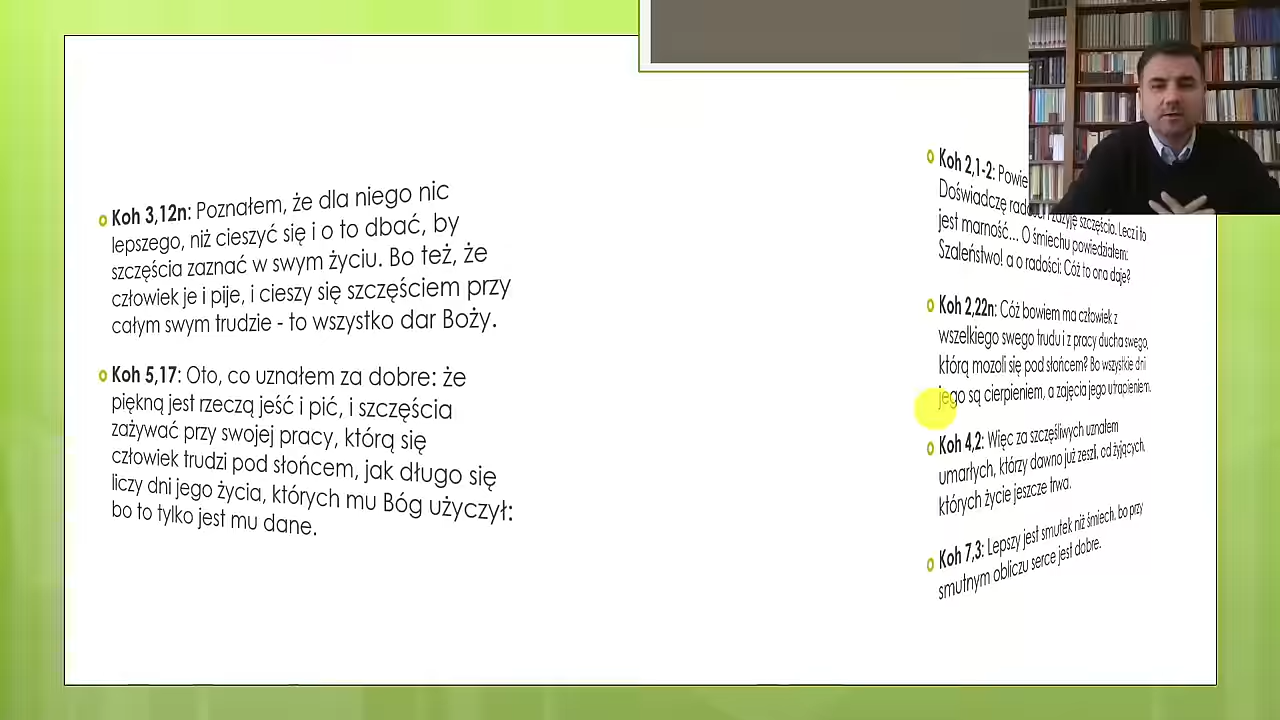 Koh 3,12n: Poznałem, że dla niego nic
lepszego, niż cieszyć się i o to dbać, by
szczęścia zaznać w swym życiu. Bo też, że
człowiek je i pije, i cieszy się szczęściem przy
całym swym trudzie - to wszystko dar Boży.
Koh 5,17: Oto, co uznałem za dobre: że
piękną jest rzeczą jeść i pić, i szczęścia
zażywać przy swojej pracy, którą się
człowiek trudzi pod słońcem, jak długo się
liczy dni jego życia, których mu Bóg użyczył:
bo to tylko jest mu dane.
Koh 2,1-2:
Doświadczę zażyję szczęścia. Lecz i to
jest marność... O śmiechu powiedziałem:
Szaleństwo! a o radości: Cóż to ona daje?
Koh 2,22n: Cóż bowiem ma człowiek z
wszelkiego swego trudu i z pracy ducha swego,
którą mozoli się pod słońcem? Bo wszystkie dni
jego są cierpieniem, a zajęcia jego utrapieniem.
Koh 4,2: Więc za szczęśliwych uznałem
umarłych, którzy dawno już zeszli, od żyjących,
których życie jeszcze trwa.
Koh 7,3: Lepszy jest smutek niż śmiech, bo przy
smutnym obliczu serce jest dobre.